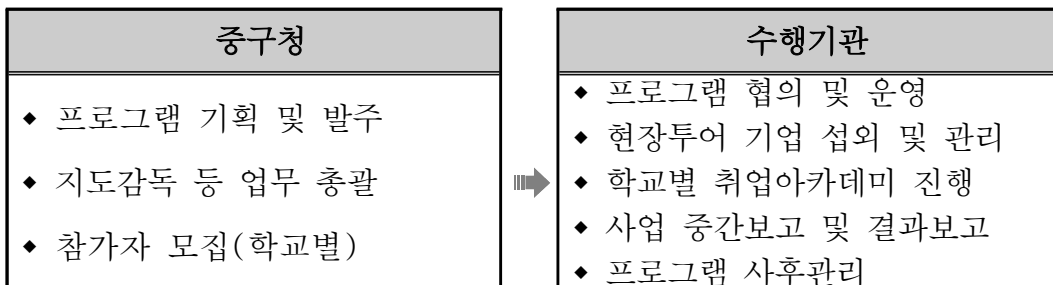 중구청
◆ 프로그램 기획 및 발주
◆ 지도감독 등 업무 총괄
◆ 참가자 모집(학교별)
수행기관
◆ 프로그램 협의 및 운영
◆ 현장투어 기업 섭외 및 관리
◆ 학교별 취업아카데미 진행
◆ 사업 중간보고 및 결과보고
◆ 프로그램 사후관리